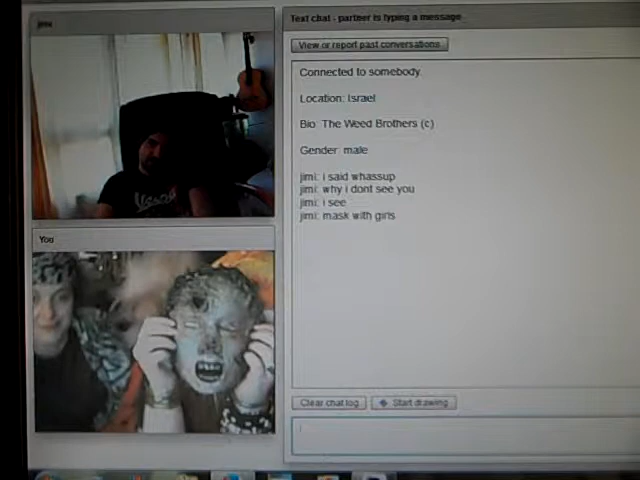 jimi
Text chat - partner is typing a message
View or report past conversations
Connected to somebody.
Location: Israel
Bio: The Weed Brothers (c)
Gender: male
jimi: i said whassup
jimi: why i dont see you
jimi: i see
jimi: mask with girls
You
Clear chat log
Start drawing